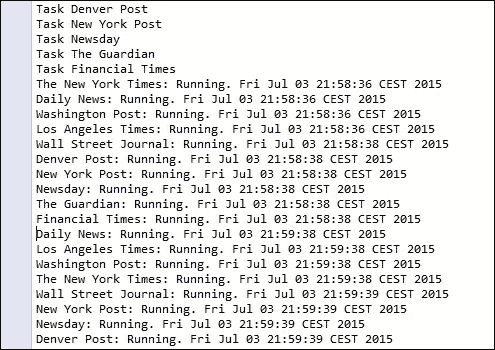 Task Denver Post
Task New York Post
Task Newsday
Task The Guardian
Task Financial Times
The New York Times: Running. Fri Jul 03 21:58:36 CEST 2015
Daily News: Running. Fri Jul 03 21:58:36 CEST 2015
Washington Post: Running. Fri Jul 03 21:58:36 CEST 2015
Los Angeles Times: Running. Fri Jul 03 21:58:36 CEST 2015
Wall Street Journal: Running. Fri Jul 03 21:58:38 CEST 2015
Denver Post: Running. Fri Jul 03 21:58:38 CEST 2015
New York Post: Running. Fri Jul 03 21:58:38 CEST 2015
Newsday: Running. Fri Jul 03 21:58:38 CEST 2015
The Guardian: Running. Fri Jul 03 21:58:38 CEST 2015
Financial Times: Running. Fri Jul 03 21:58:38 CEST 2015
Daily News: Running. Fri Jul 03 21:59:38 CEST 2015
Los Angeles Times: Running. Fri Jul 03 21:59:38 CEST 2015
Washington Post: Running. Fri Jul 03 21:59:38 CEST 2015
The New York Times: Running. Fri Jul 03 21:59:38 CEST 2015
Wall Street Journal: Running. Fri Jul 03 21:59:39 CEST 2015
New York Post: Running. Fri Jul 03 21:59:39 CEST 2015
Newsday: Running. Fri Jul 03 21:59:39 CEST 2015
Denver Post: Running. Fri Jul 03 21:59:39 CEST 2015